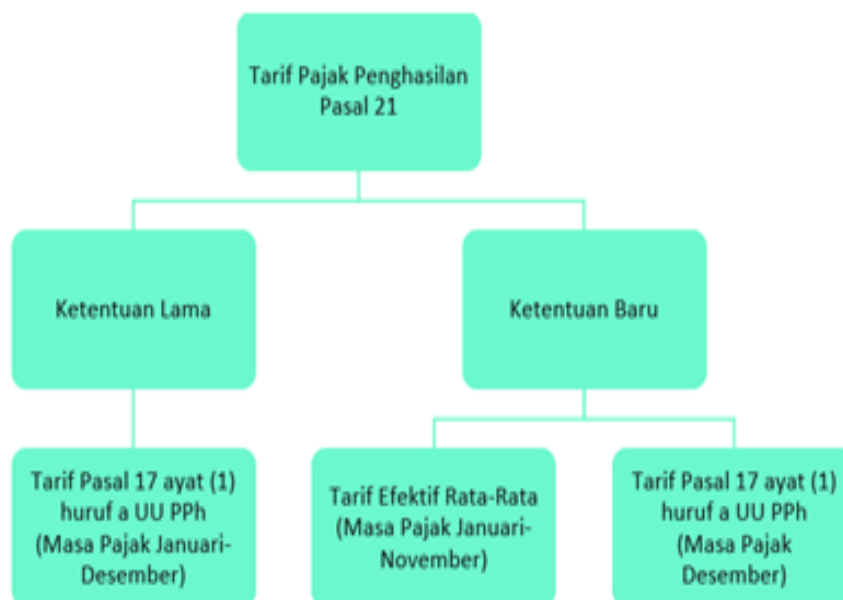 Tarif Pajak Penghasilan
Pasal 21
Ketentuan Lama
Ketentuan Baru
Tarif Pasal 17 ayat (1)
huruf a UU PPh
(Masa Pajak Januari-
Desember)
Tarif Efektif Rata-Rata
(Masa Pajak Januari-
November)
Tarif Pasal 17 ayat (1)
huruf a UU PPh
(Masa Pajak
Desember)